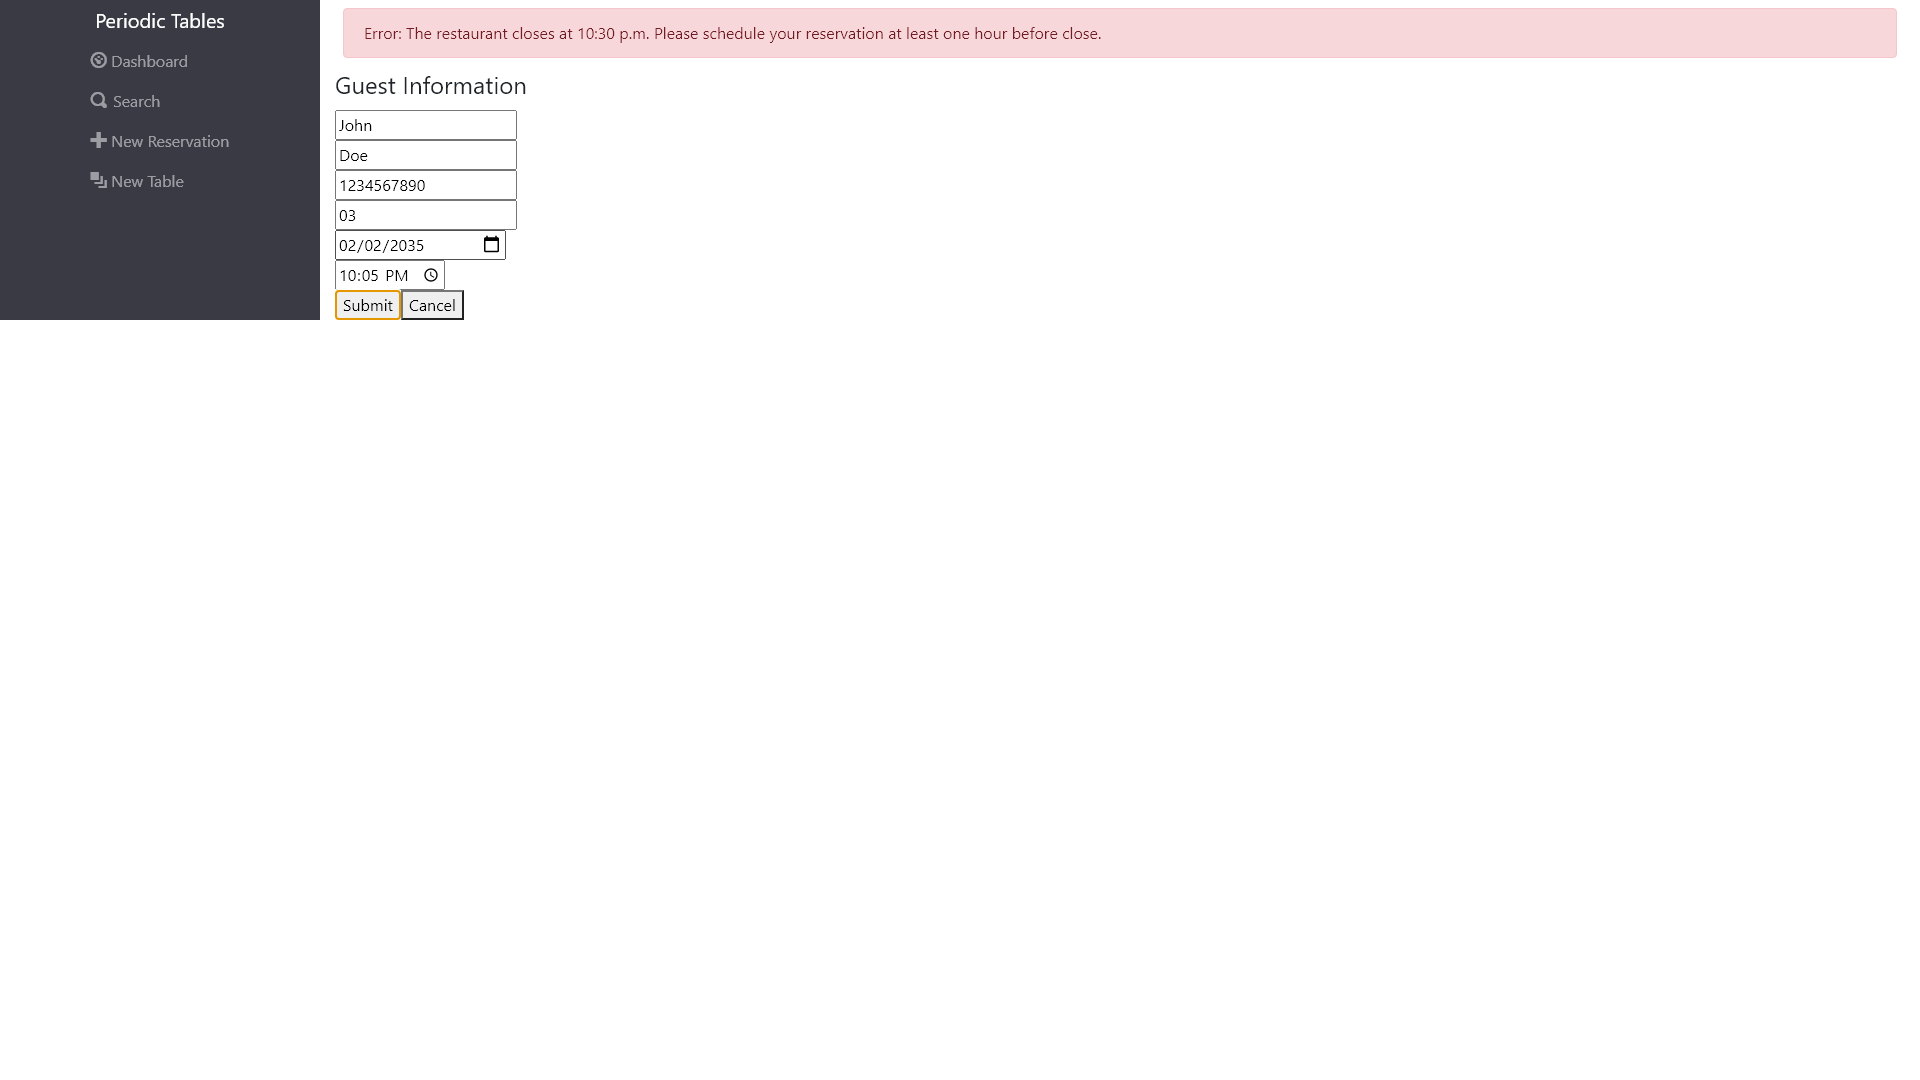 Periodic Tables
Dashboard
Search
New Reservation
New Table
Error: The restaurant closes at 10:30 p.m. Please schedule your reservation at least one hour before close.
Guest Information
John
Doe
1234567890
03
02/02/2035
10:05 PM
Submit Cancel